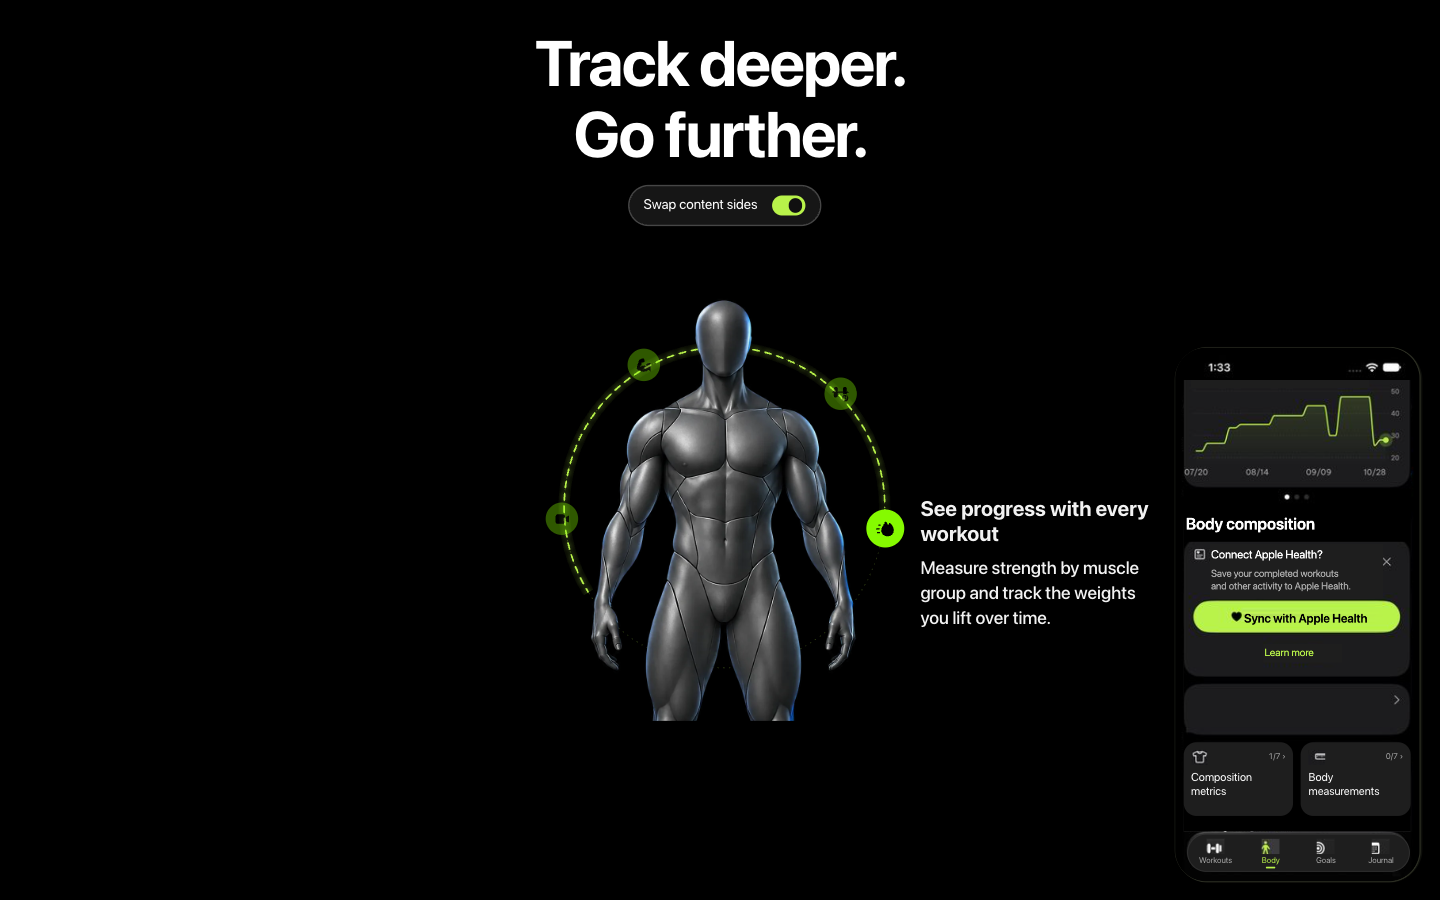 Track deeper.
Go further.
Swap content sides
See progress with every
workout
Measure strength by muscle
group and track the weights
you lift over time.
1:33
50
40
30
20
07/20 08/14 09/09 10/28
Body composition
Connect Apple Health?
Save your completed workouts
and other activity to Apple Health.
Sync with Apple Health
Learn more
1/7 ›
Composition
metrics
0/7 ›
Body
measurements
Workouts Body Goals Journal